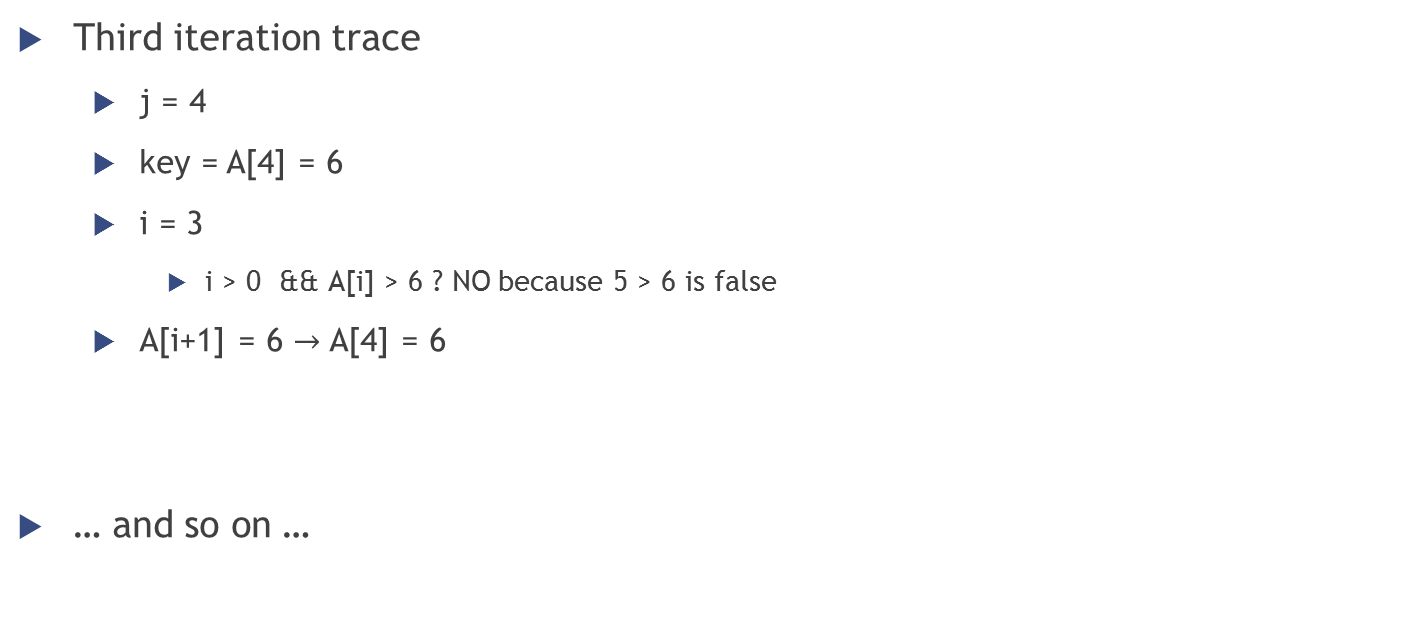 Third iteration trace
j = 4
key = A[4] = 6
i = 3
i > 0 && A[i] > 6 ? NO because 5 > 6 is false
A[i+1] = 6 → A[4] = 6
… and so on …